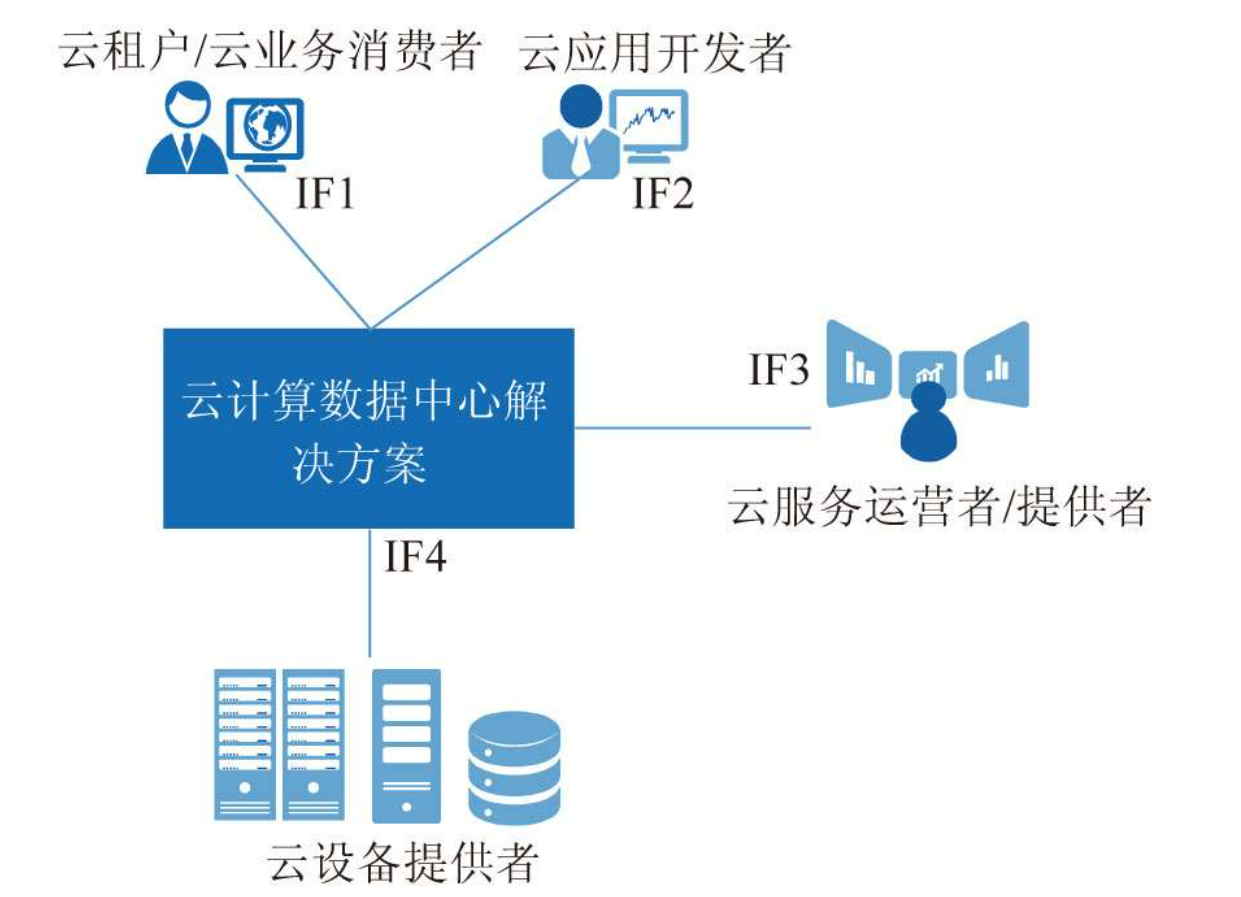 云租户/云业务消费者
云应用开发者
IF1
IF2
云计算数据中心解
决方案
IF3
云服务运营者/提供者
IF4
云设备提供者